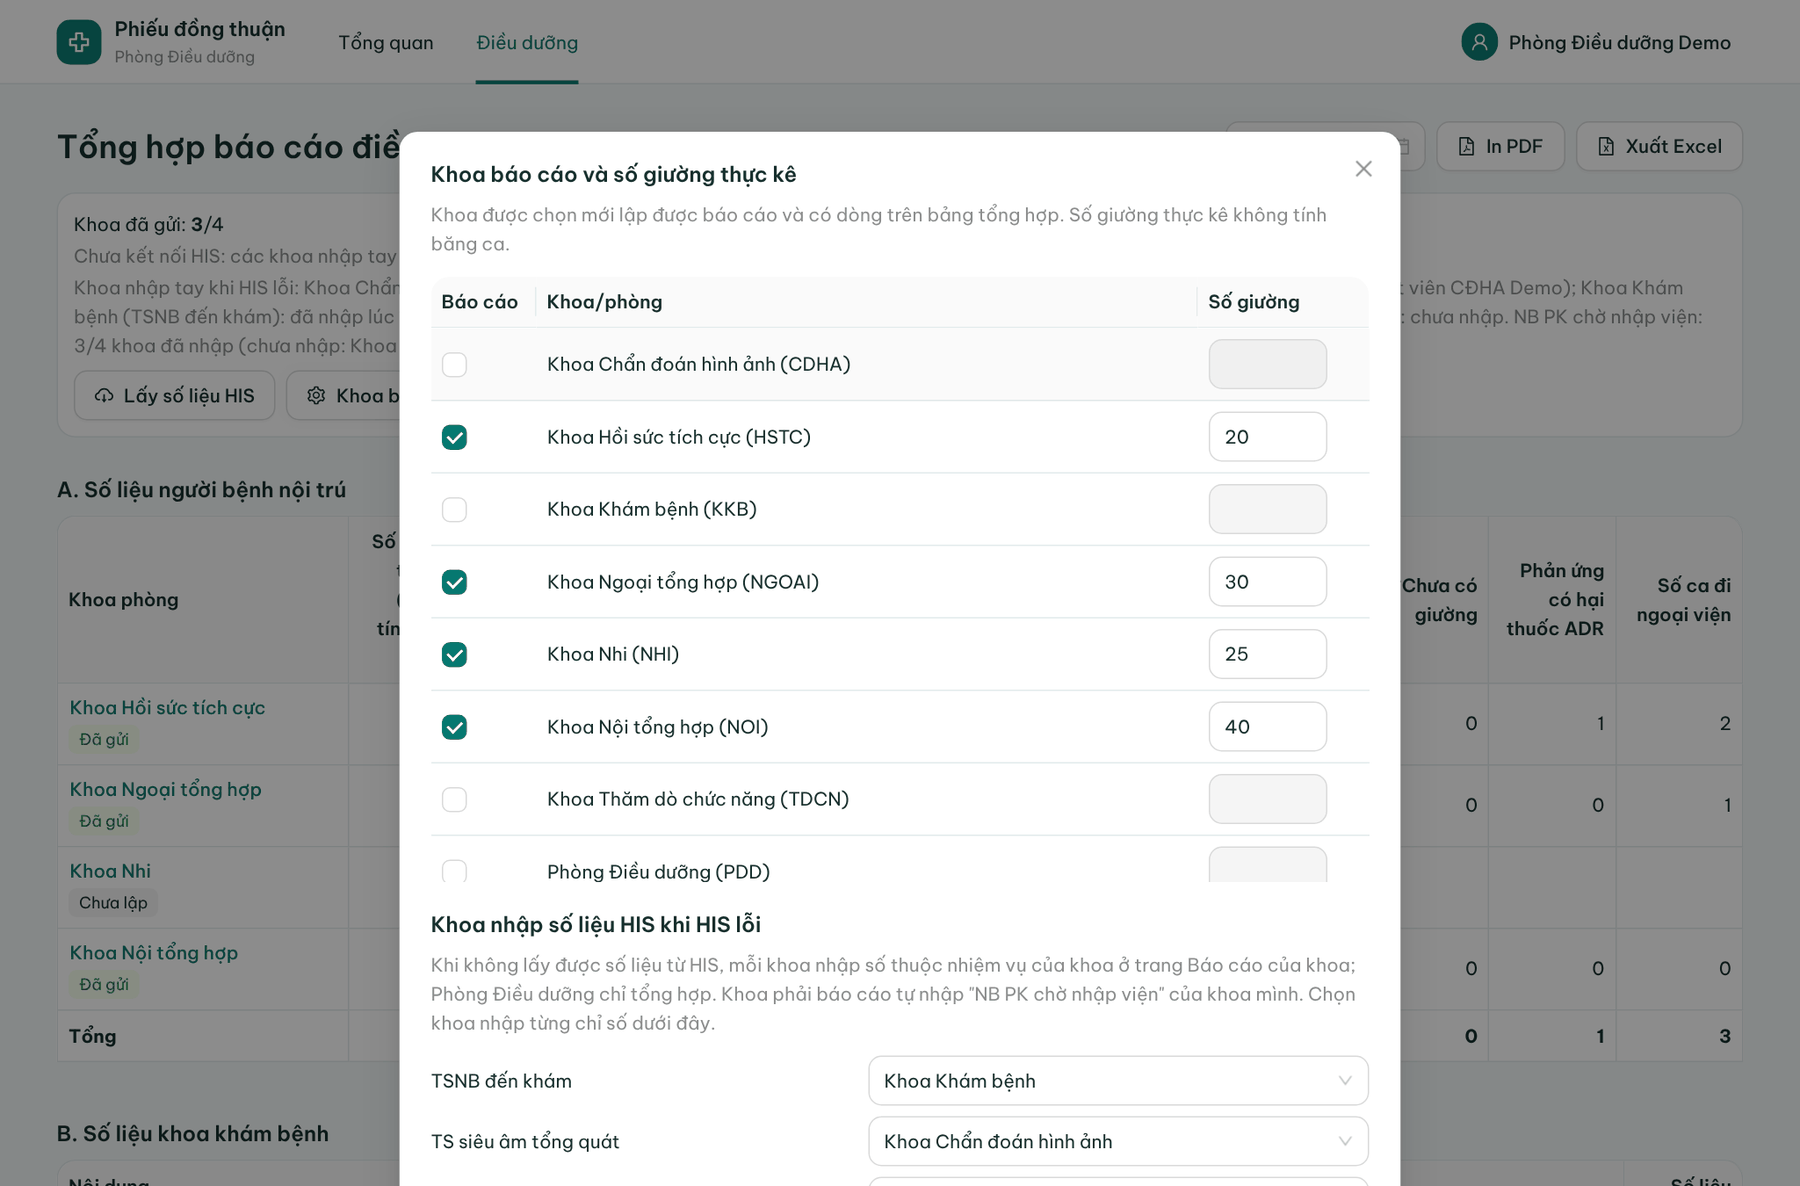 Phiếu đồng thuận
Phòng Điều dưỡng
Tổng quan
Điều dưỡng
Phòng Điều dưỡng Demo
Tổng hợp báo cáo điề
In PDF
Xuất Excel
Khoa đã gửi: 3/4
Chưa kết nối HIS: các khoa nhập tay
Khoa nhập tay khi HIS lỗi: Khoa Chẩn
viên CĐHA Demo); Khoa Khám
bệnh (TSNB đến khám): đã nhập lúc
: chưa nhập. NB PK chờ nhập viện:
3/4 khoa đã nhập (chưa nhập: Khoa
Lấy số liệu HIS
Khoa b
Khoa báo cáo và số giường thực kê
Khoa được chọn mới lập được báo cáo và có dòng trên bảng tổng hợp. Số giường thực kê không tính
băng ca.
Báo cáo
Khoa/phòng
Số giường
Khoa Chẩn đoán hình ảnh (CDHA)
Khoa Hồi sức tích cực (HSTC)
20
Khoa Khám bệnh (KKB)
Khoa Ngoại tổng hợp (NGOAI)
30
Khoa Nhi (NHI)
25
Khoa Nội tổng hợp (NOI)
40
Khoa Thăm dò chức năng (TDCN)
Phòng Điều dưỡng (PDD)
Khoa nhập số liệu HIS khi HIS lỗi
Khi không lấy được số liệu từ HIS, mỗi khoa nhập số thuộc nhiệm vụ của khoa ở trang Báo cáo của khoa;
Phòng Điều dưỡng chỉ tổng hợp. Khoa phải báo cáo tự nhập "NB PK chờ nhập viện" của khoa mình. Chọn
khoa nhập từng chỉ số dưới đây.
TSNB đến khám
Khoa Khám bệnh
TS siêu âm tổng quát
Khoa Chẩn đoán hình ảnh
A. Số liệu người bệnh nội trú
Khoa phòng
Số
tín
Chưa có
giường
Phản ứng
có hại
thuốc ADR
Số ca đi
ngoại viện
Khoa Hồi sức tích cực
Đã gửi
0
1
2
Khoa Ngoại tổng hợp
Đã gửi
0
0
1
Khoa Nhi
Chưa lập
Khoa Nội tổng hợp
Đã gửi
0
0
0
Tổng
0
1
3
B. Số liệu khoa khám bệnh
Nội dung
Số liệu